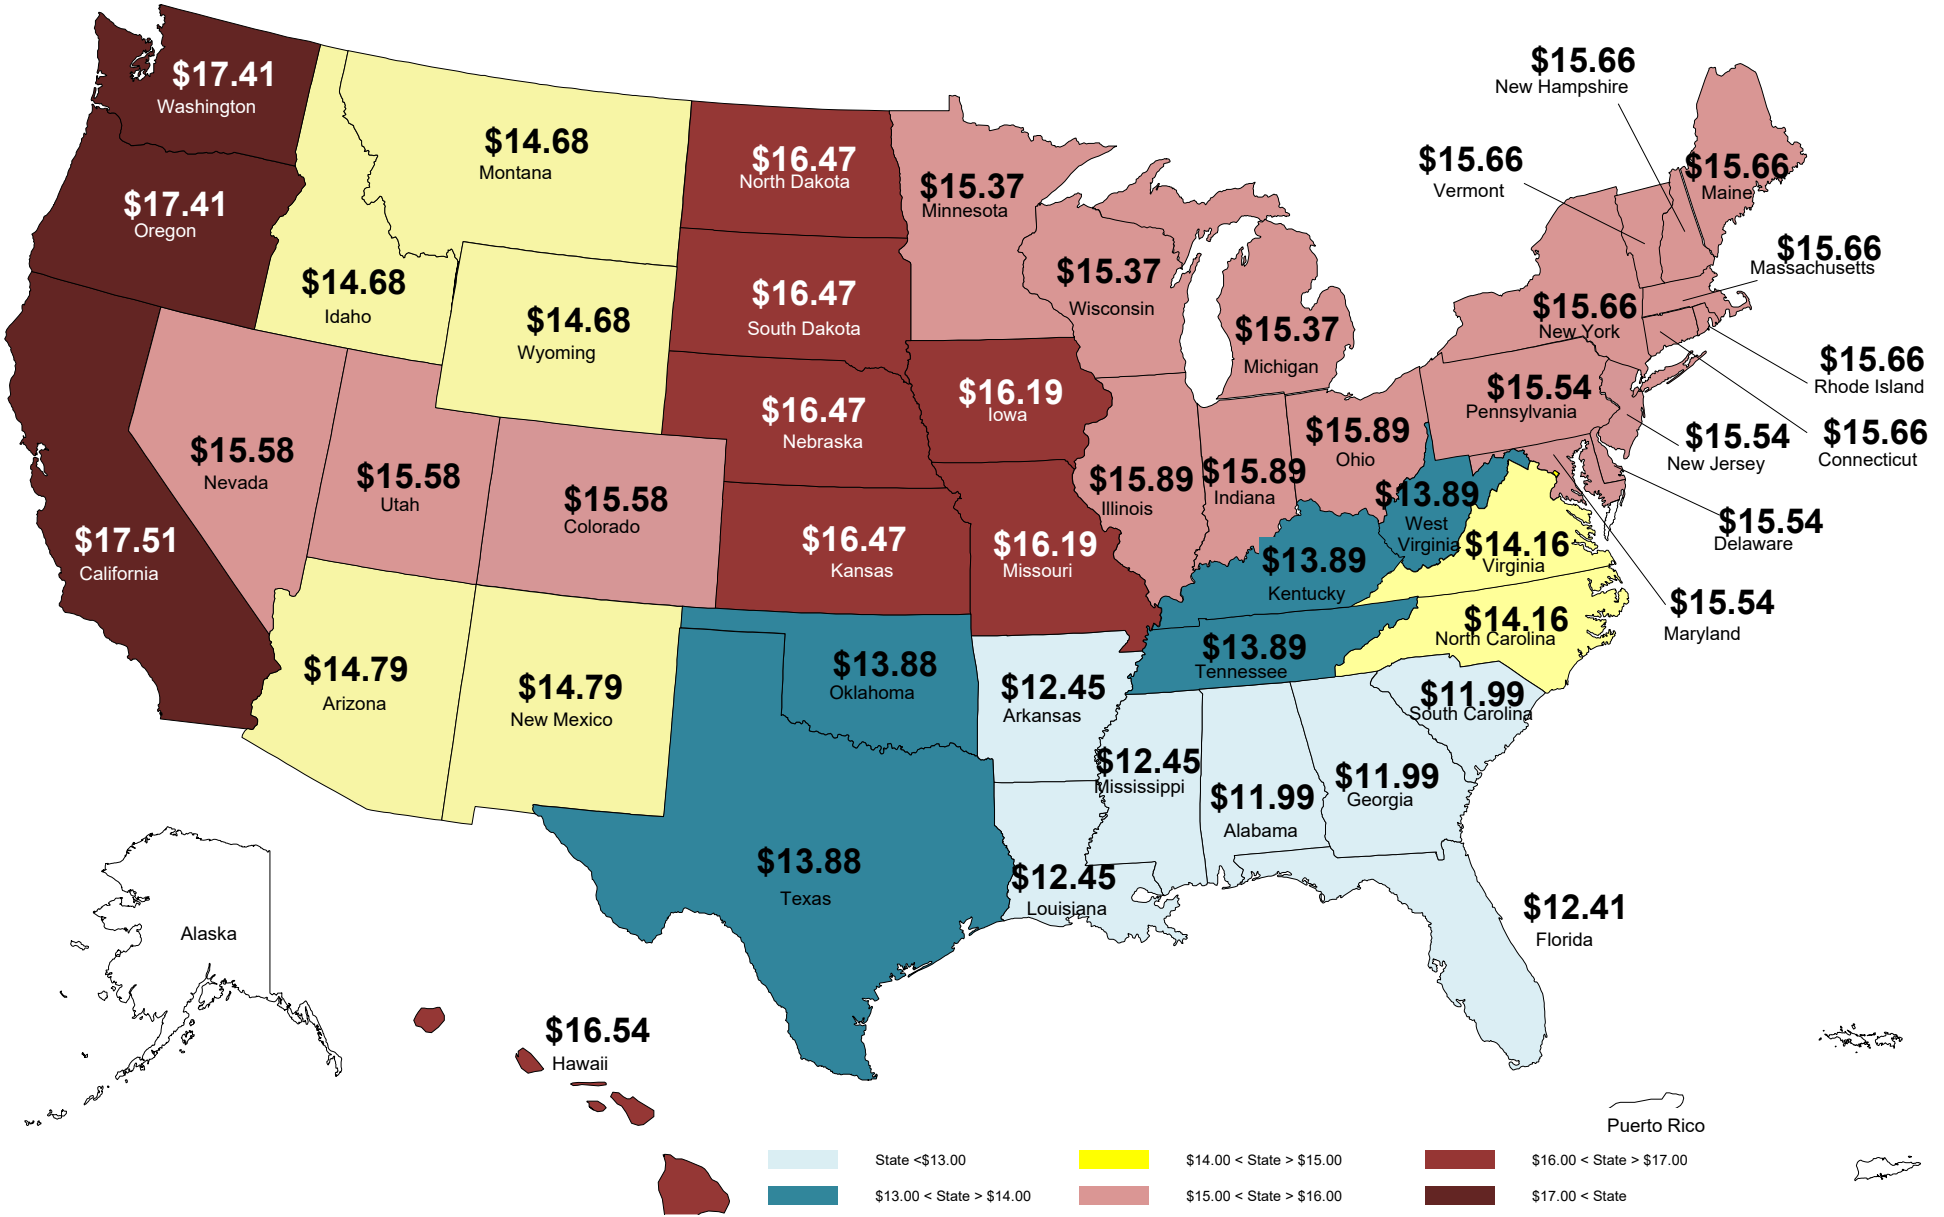 $17.41
Washington
$17.41
Oregon
$17.51
California
$14.68
Idaho
$14.68
Montana
$14.68
Wyoming
$15.58
Nevada
$15.58
Utah
$15.58
Colorado
$14.79
Arizona
$14.79
New Mexico
$16.47
North Dakota
$16.47
South Dakota
$16.47
Nebraska
$16.47
Kansas
$13.88
Oklahoma
$13.88
Texas
$15.37
Minnesota
$16.19
Iowa
$16.19
Missouri
$12.45
Arkansas
$12.45
Louisiana
$15.37
Wisconsin
$15.89
Illinois
$15.37
Michigan
$15.89
Indiana
$15.89
Ohio
$13.89
Kentucky
$13.89
Tennessee
$12.45
Mississippi
$11.99
Alabama
$11.99
Georgia
$11.99
South Carolina
$12.41
Florida
$14.16
North Carolina
$14.16
Virginia
$13.89
West
Virginia
$15.54
Pennsylvania
$15.66
New York
$15.66
Vermont
$15.66
New Hampshire
$15.66
Maine
$15.66
Massachusetts
$15.66
Rhode Island
$15.66
Connecticut
$15.54
New Jersey
$15.54
Delaware
$15.54
Maryland
Alaska
$16.54
Hawaii
Puerto Rico
State <$13.00
$13.00 < State > $14.00
$14.00 < State > $15.00
$15.00 < State > $16.00
$16.00 < State > $17.00
$17.00 < State